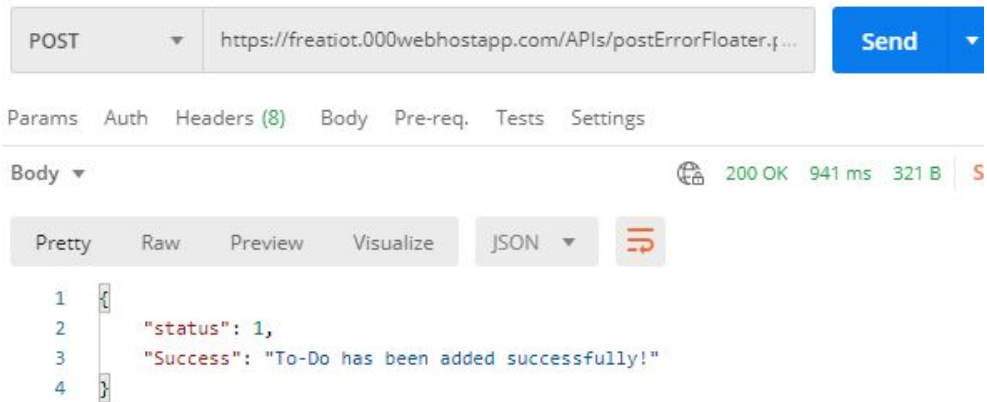 POST https://freatiot.000webhostapp.com/APIs/postErrorFloater.p... Send
Params Auth Headers (8) Body Pre-req. Tests Settings
Body 200 OK 941 ms 321 B S
Pretty Raw Preview Visualize JSON
1 {
2 "status": 1,
3 "Success": "To-Do has been added successfully!"
4 }